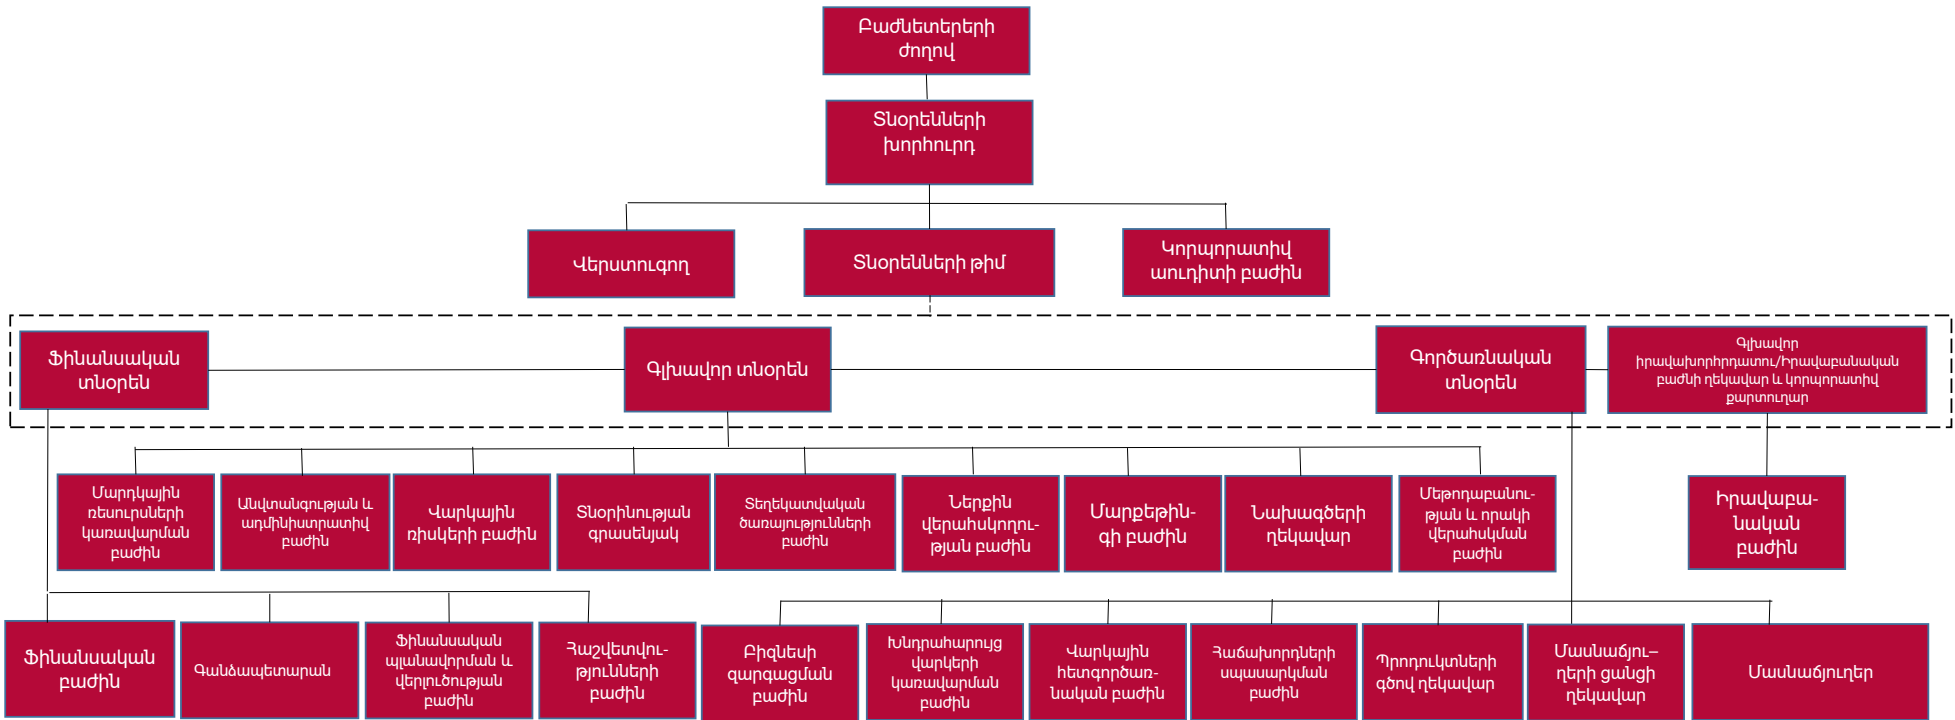 Բաժնետերերի
ժողով
Տնօրենների
խորհուրդ
Վերստուգող
Տնօրենների թիմ
Կորպորատիվ
աուդիտի բաժին
Ֆինանսական
տնօրեն
Գլխավոր տնօրեն
Գործառնական
տնօրեն
Գլխավոր
իրավախորհրդատու/Իրավաբանական
բաժնի ղեկավար և կորպորատիվ
քարտուղար
Մարդկային
ռեսուրսների
կառավարման
բաժին
Անվտանգության և
ադմինիստրատիվ
բաժին
Վարկային
ռիսկերի բաժին
Տնօրինության
գրասենյակ
Տեղեկատվական
ծառայությունների
բաժին
Ներքին
վերահսկողու-
թյան բաժին
Մարքեթին-
գի բաժին
Նախագծերի
ղեկավար
Մեթոդաբանու-
թյան և որակի
վերահսկման
բաժին
Իրավաբա-
նական
բաժին
Ֆինանսական
բաժին
Գանձապետարան
Ֆինանսական
պլանավորման և
վերլուծության
բաժին
Հաշվետվու-
թյունների
բաժին
Բիզնեսի
զարգացման
բաժին
Խնդրահարույց
վարկերի
կառավարման
բաժին
Վարկային
հետգործառ-
նական բաժին
Հաճախորդների
սպասարկման
բաժին
Պրոդուկտների
գծով ղեկավար
Մասնաճյու–
ղերի ցանցի
ղեկավար
Մասնաճյուղեր